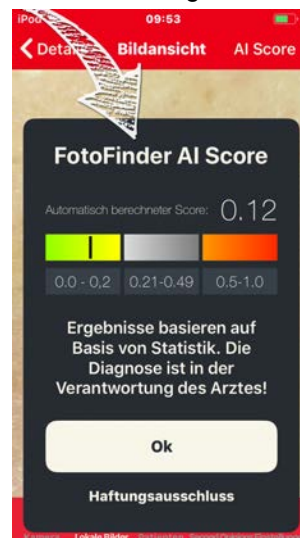 iPod
09:53
Bildansicht
AI Score
FotoFinder AI Score
Automatisch berechneter Score: 0.12
0.0 - 0,2 0.21-0.49 0.5-1.0
Ergebnisse basieren auf
Basis von Statistik. Die
Diagnose ist in der
Verantwortung des Arztes!
Ok
Haftungsausschluss
Kamera Lokale Bilder Patienten